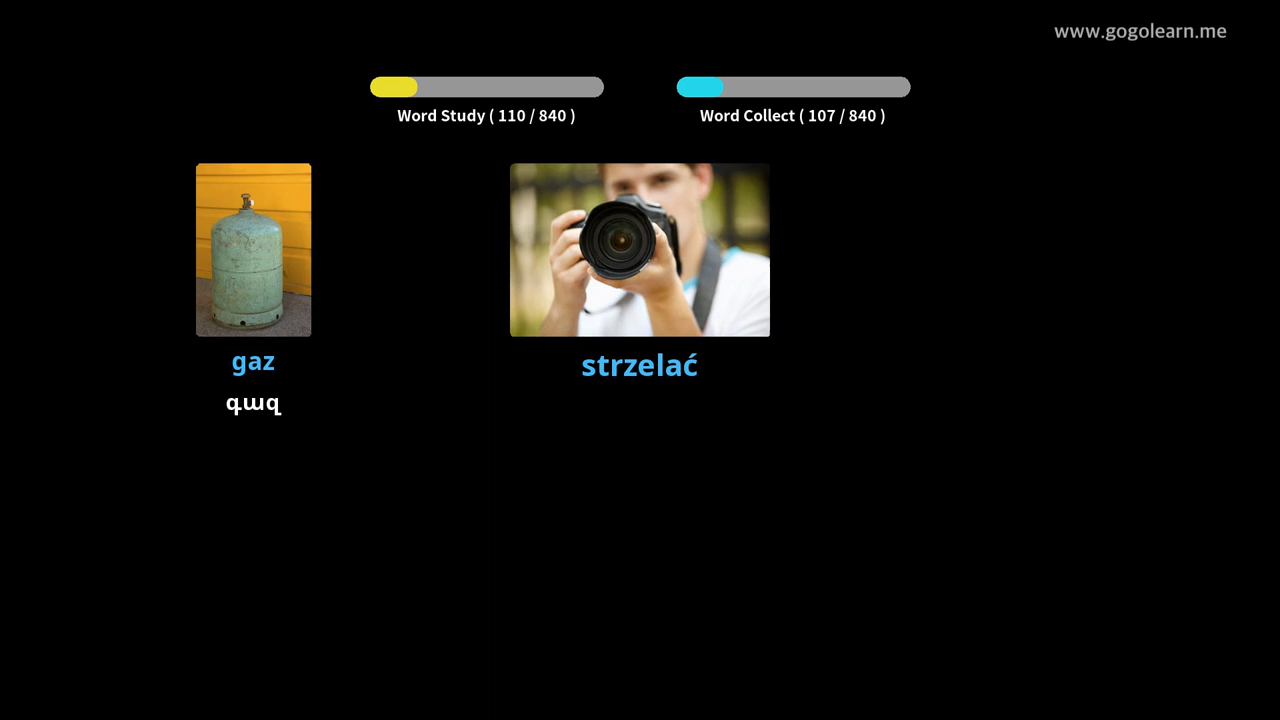 www.gogolearn.me
Word Study ( 110 / 840 )
Word Collect ( 107 / 840 )
gaz
strzelać
գազ